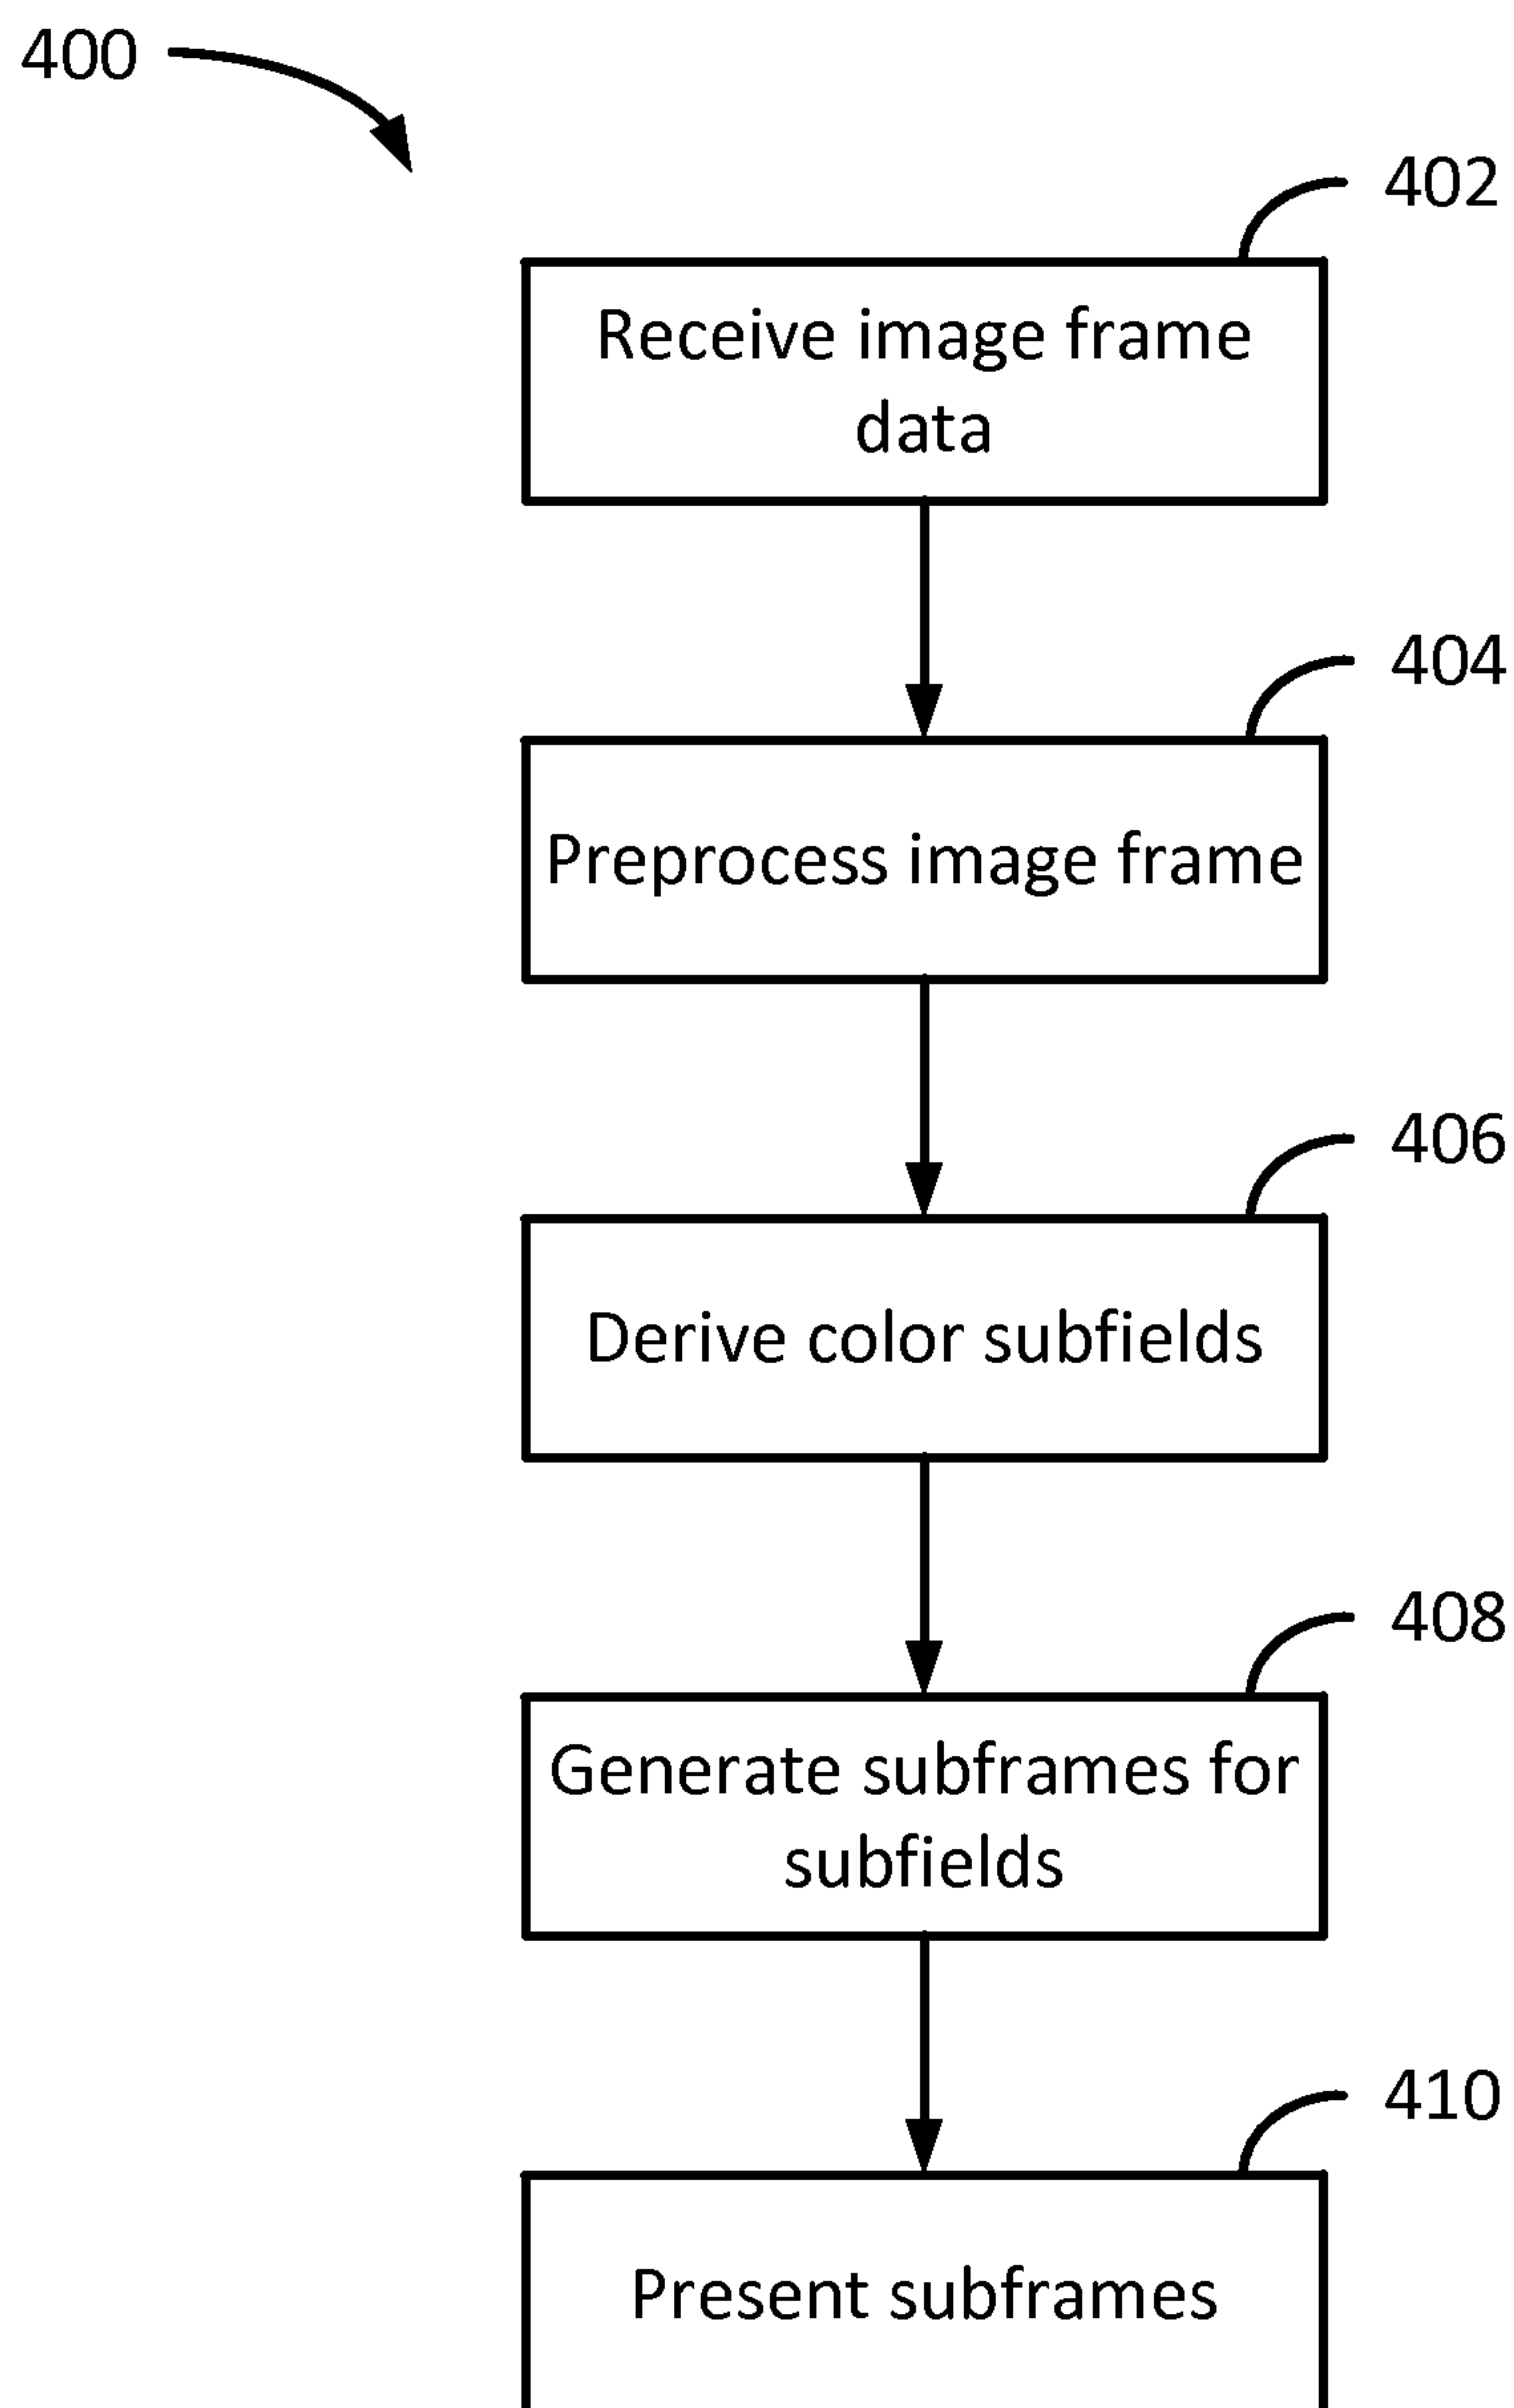 400
402
Receive image frame
data
404
Preprocess image frame
406
Derive color subfields
408
Generate subframes for
subfields
410
Present subframes